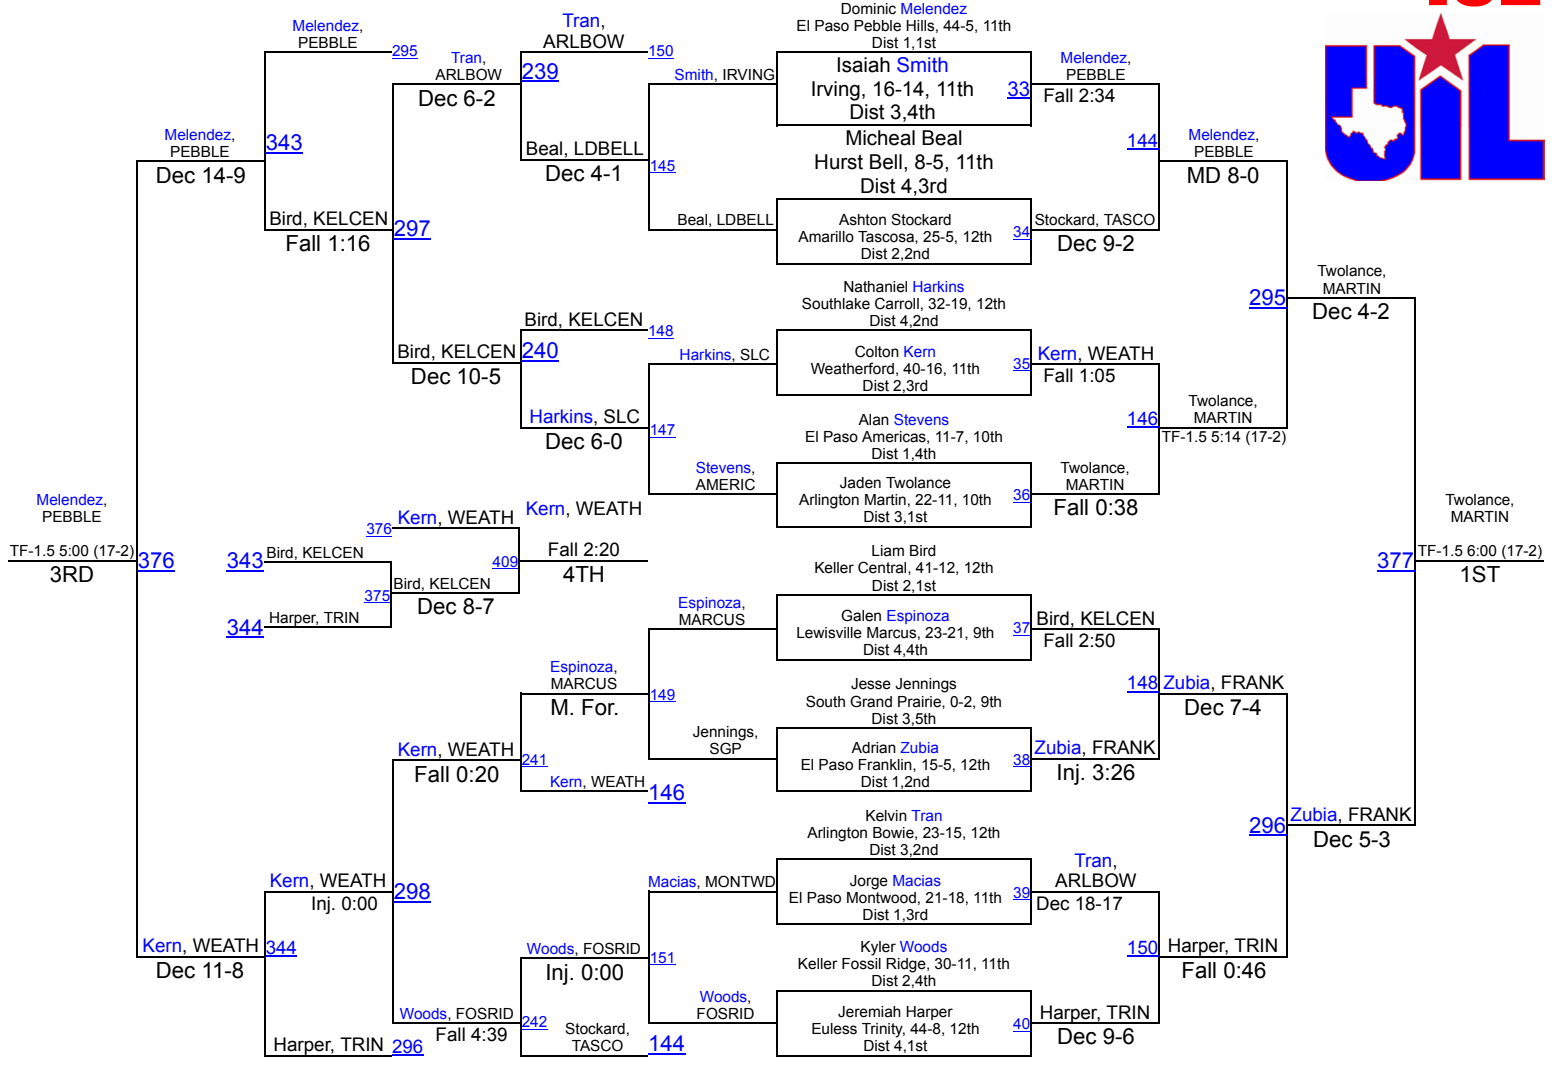 Melendez,
PEBBLE
295
Tran,
ARLBOW
Dec 6-2
Tran,
ARLBOW
150
239
Smith, IRVING
Dominic Melendez
El Paso Pebble Hills, 44-5, 11th
Dist 1,1st
Isaiah Smith
Irving, 16-14, 11th
Dist 3,4th
33
Melendez,
PEBBLE
Fall 2:34
UIL
Melendez,
PEBBLE
Dec 14-9
343
Beal, LDBELL
Dec 4-1
145
Micheal Beal
Hurst Bell, 8-5, 11th
Dist 4,3rd
144
Melendez,
PEBBLE
MD 8-0
Bird, KELCEN
Fall 1:16
297
Beal, LDBELL
Ashton Stockard
Amarillo Tascosa, 25-5, 12th
Dist 2,2nd
34
Stockard, TASCO
Dec 9-2
Nathaniel Harkins
Southlake Carroll, 32-19, 12th
Dist 4,2nd
295
Twolance,
MARTIN
Dec 4-2
Bird, KELCEN
148
Bird, KELCEN
Dec 10-5
240
Harkins, SLC
Colton Kern
Weatherford, 40-16, 11th
Dist 2,3rd
35
Kern, WEATH
Fall 1:05
Harkins, SLC
Dec 6-0
147
Alan Stevens
El Paso Americas, 11-7, 10th
Dist 1,4th
146
Twolance,
MARTIN
TF-1.5 5:14 (17-2)
Stevens,
AMERIC
Jaden Twolance
Arlington Martin, 22-11, 10th
Dist 3,1st
36
Twolance,
MARTIN
Fall 0:38
Melendez,
PEBBLE
TF-1.5 5:00 (17-2)
3RD
376
376
Kern, WEATH
Kern, WEATH
Fall 2:20
4TH
409
343
Bird, KELCEN
375
Bird, KELCEN
Dec 8-7
344
Harper, TRIN
Liam Bird
Keller Central, 41-12, 12th
Dist 2,1st
377
Twolance,
MARTIN
TF-1.5 6:00 (17-2)
1ST
Espinoza,
MARCUS
Galen Espinoza
Lewisville Marcus, 23-21, 9th
Dist 4,4th
37
Bird, KELCEN
Fall 2:50
Espinoza,
MARCUS
M. For.
149
Jesse Jennings
South Grand Prairie, 0-2, 9th
Dist 3,5th
148
Zubia, FRANK
Dec 7-4
Jennings,
SGP
Adrian Zubia
El Paso Franklin, 15-5, 12th
Dist 1,2nd
38
Zubia, FRANK
Inj. 3:26
Kern, WEATH
Fall 0:20
241
Kern, WEATH
146
Kelvin Tran
Arlington Bowie, 23-15, 12th
Dist 3,2nd
296
Zubia, FRANK
Dec 5-3
Kern, WEATH
Inj. 0:00
298
Macias, MONTWD
Jorge Macias
El Paso Montwood, 21-18, 11th
Dist 1,3rd
39
Tran,
ARLBOW
Dec 18-17
Kern, WEATH
Dec 11-8
344
Woods, FOSRID
Inj. 0:00
151
Kyler Woods
Keller Fossil Ridge, 30-11, 11th
Dist 2,4th
150
Harper, TRIN
Fall 0:46
Woods, FOSRID
Fall 4:39
242
Woods,
FOSRID
Jeremiah Harper
Euless Trinity, 44-8, 12th
Dist 4,1st
40
Harper, TRIN
Dec 9-6
Harper, TRIN
296
Stockard,
TASCO
144